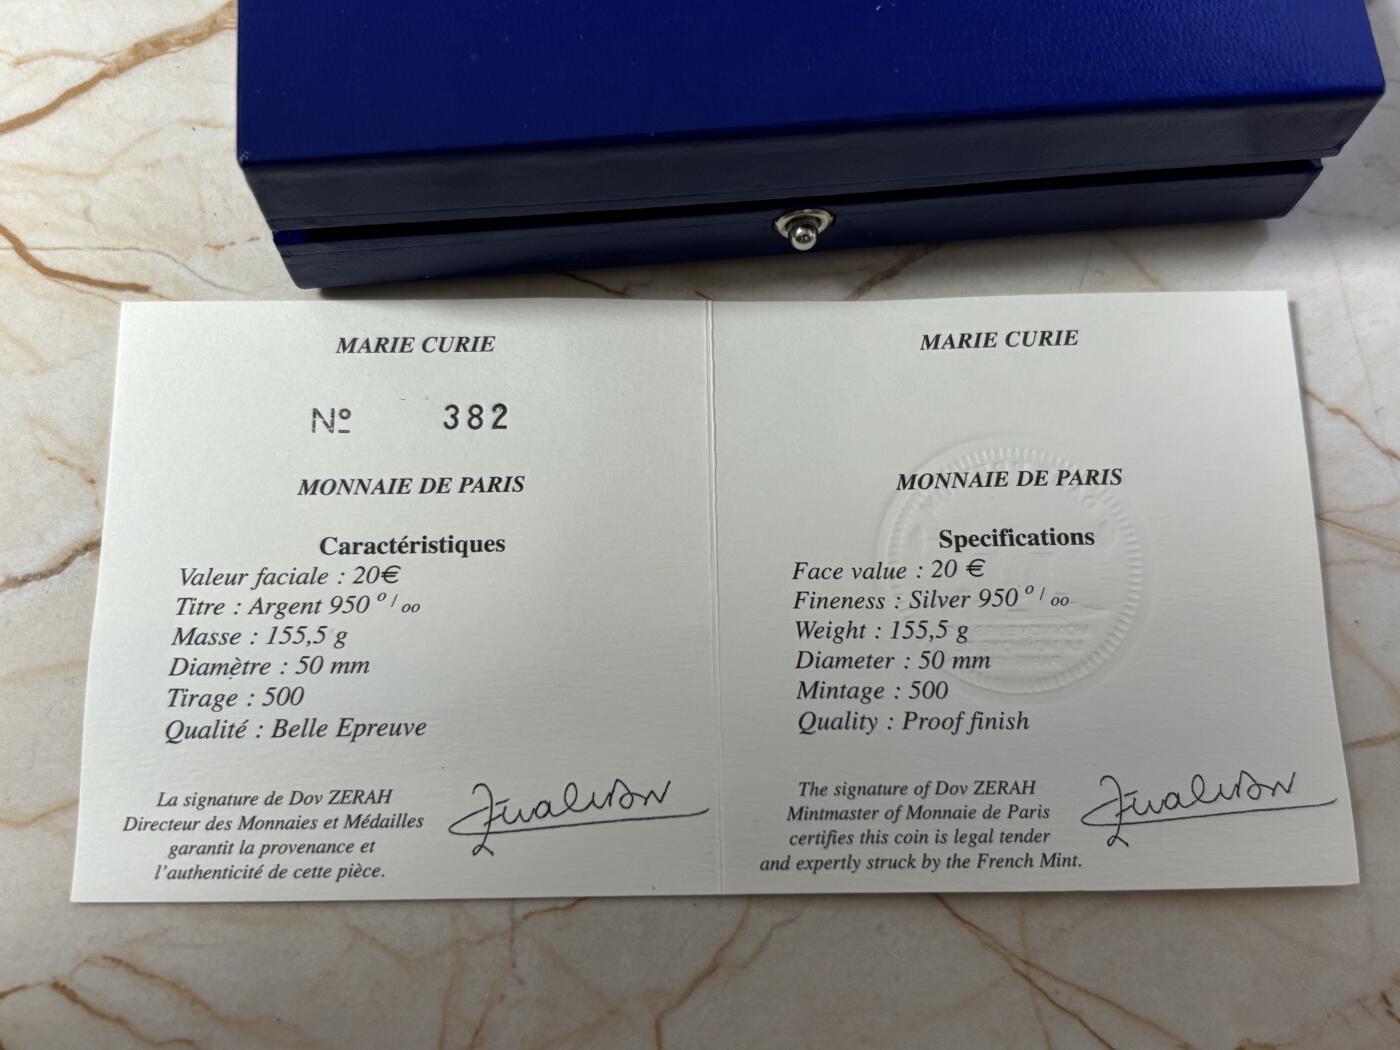 MARIE CURIE
Nº 382
MONNAIE DE PARIS
Caractéristiques
Valeur faciale : 20€
Titre : Argent 950 º/oo
Masse : 155,5 g
Diamètre : 50 mm
Tirage : 500
Qualité : Belle Epreuve
La signature de Dov ZERAH
Directeur des Monnaies et Médailles
garantit la provenance et
l'authenticité de cette pièce.
MARIE CURIE
MONNAIE DE PARIS
Specifications
Face value : 20 €
Fineness : Silver 950 º/oo
Weight : 155,5 g
Diameter : 50 mm
Mintage : 500
Quality : Proof finish
The signature of Dov ZERAH
Mintmaster of Monnaie de Paris
certifies this coin is legal tender
and expertly struck by the French Mint.